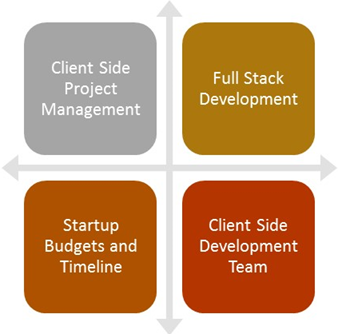 Client Side
Project
Management
Full Stack
Development
Startup
Budgets and
Timeline
Client Side
Development
Team